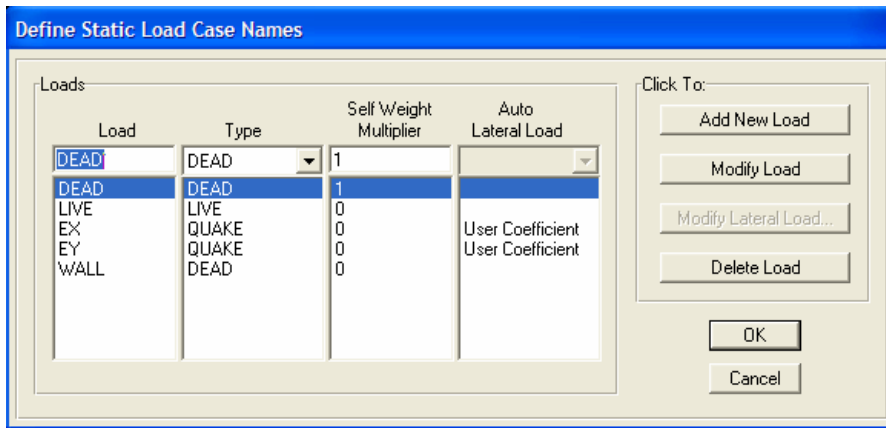 Define Static Load Case Names
Loads
Click To:
Load Type Self Weight Multiplier Auto Lateral Load
DEAD DEAD 1
DEAD DEAD 1
LIVE LIVE 0
EX QUAKE 0 User Coefficient
EY QUAKE 0 User Coefficient
WALL DEAD 0
Add New Load
Modify Load
Modify Lateral Load...
Delete Load
OK
Cancel